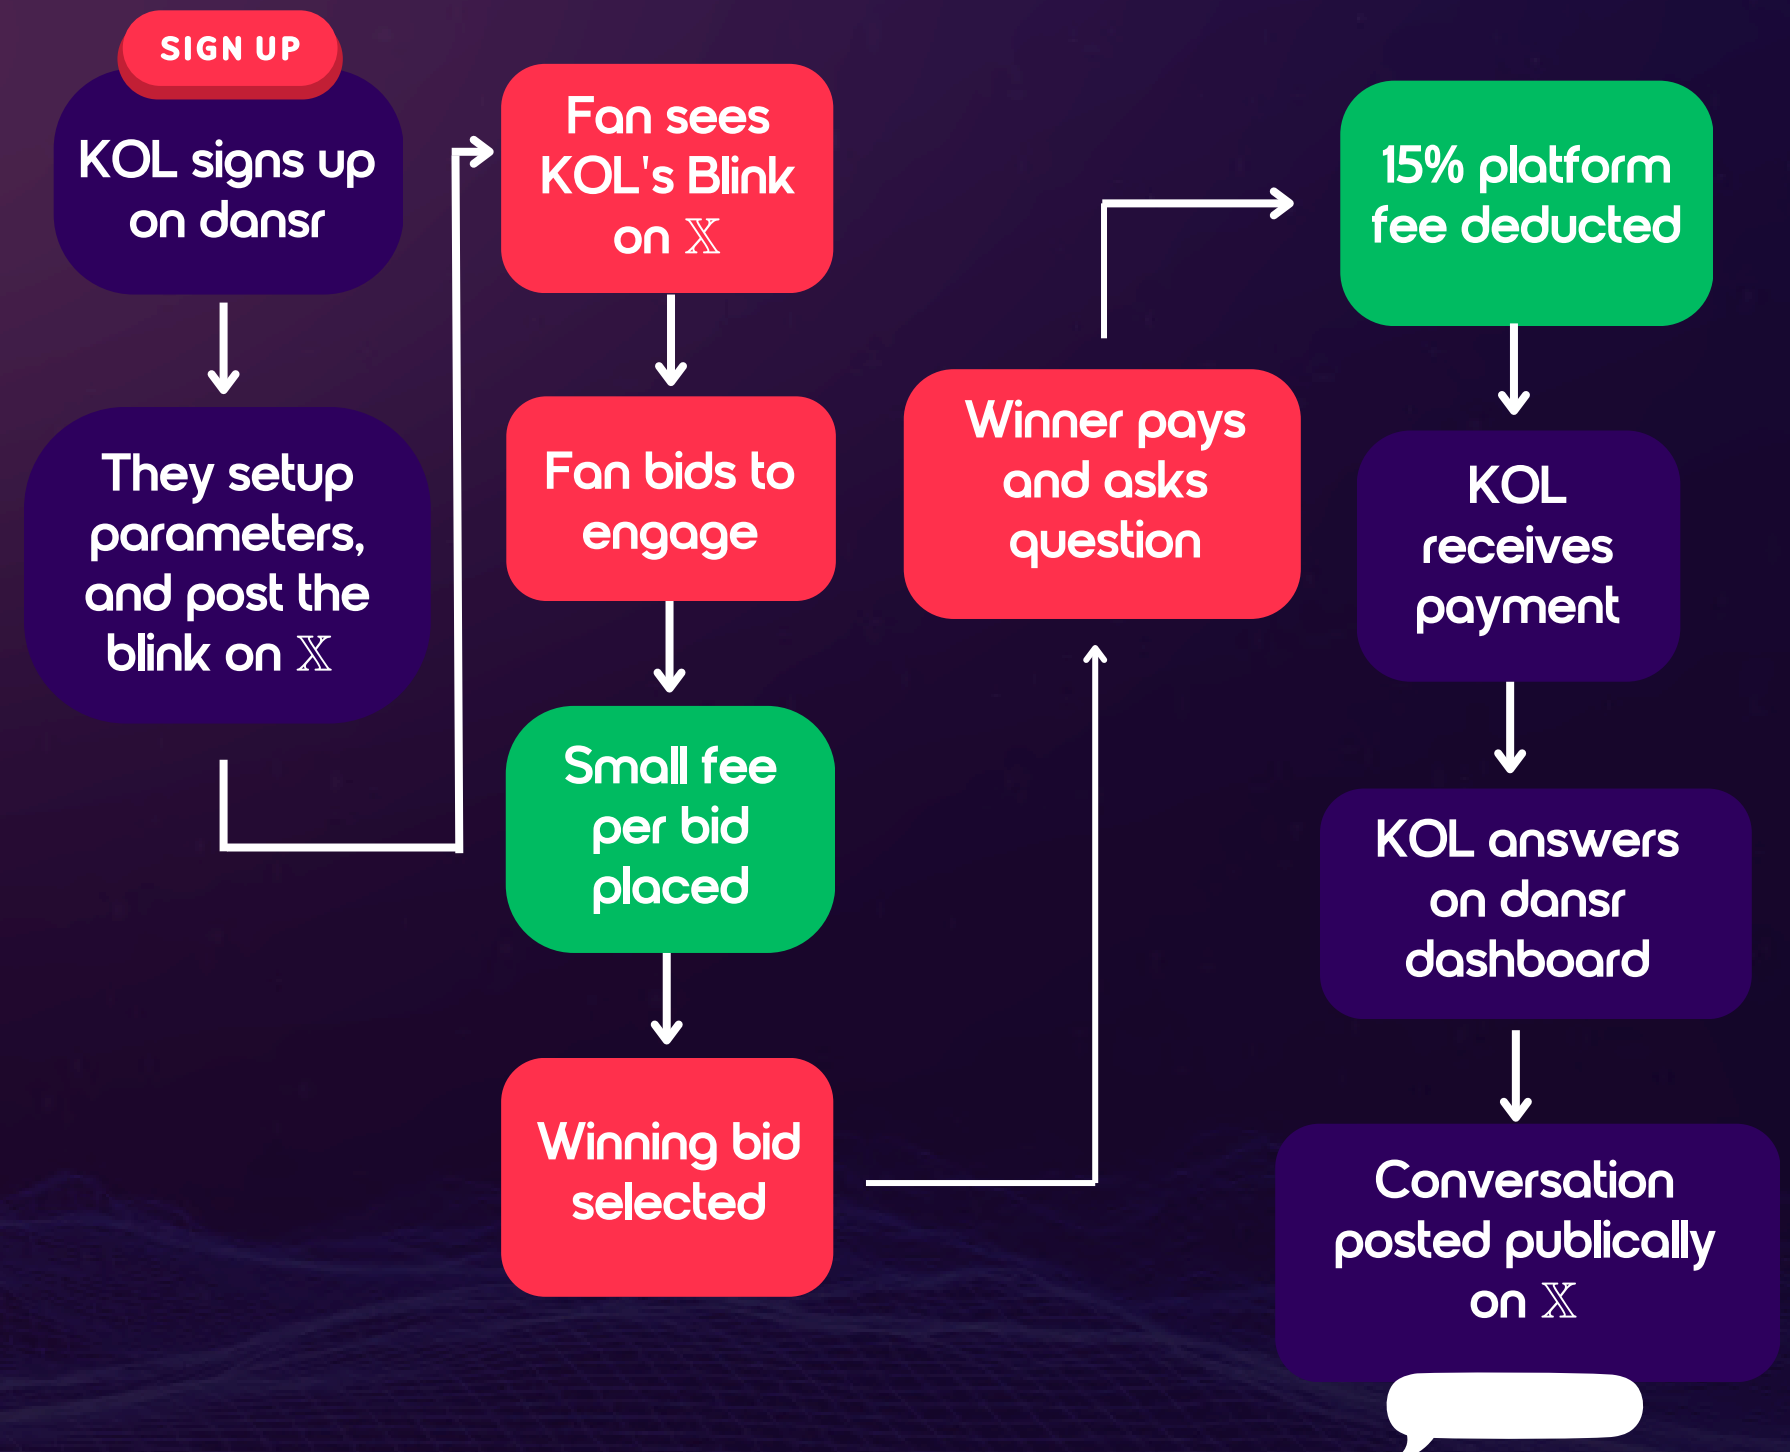 SIGN UP
KOL signs up
on dansr
They setup
parameters,
and post the
blink on 𝕏
Fan sees
KOL's Blink
on 𝕏
Fan bids to
engage
Small fee
per bid
placed
Winning bid
selected
Winner pays
and asks
question
15% platform
fee deducted
KOL
receives
payment
KOL answers
on dansr
dashboard
Conversation
posted publically
on 𝕏